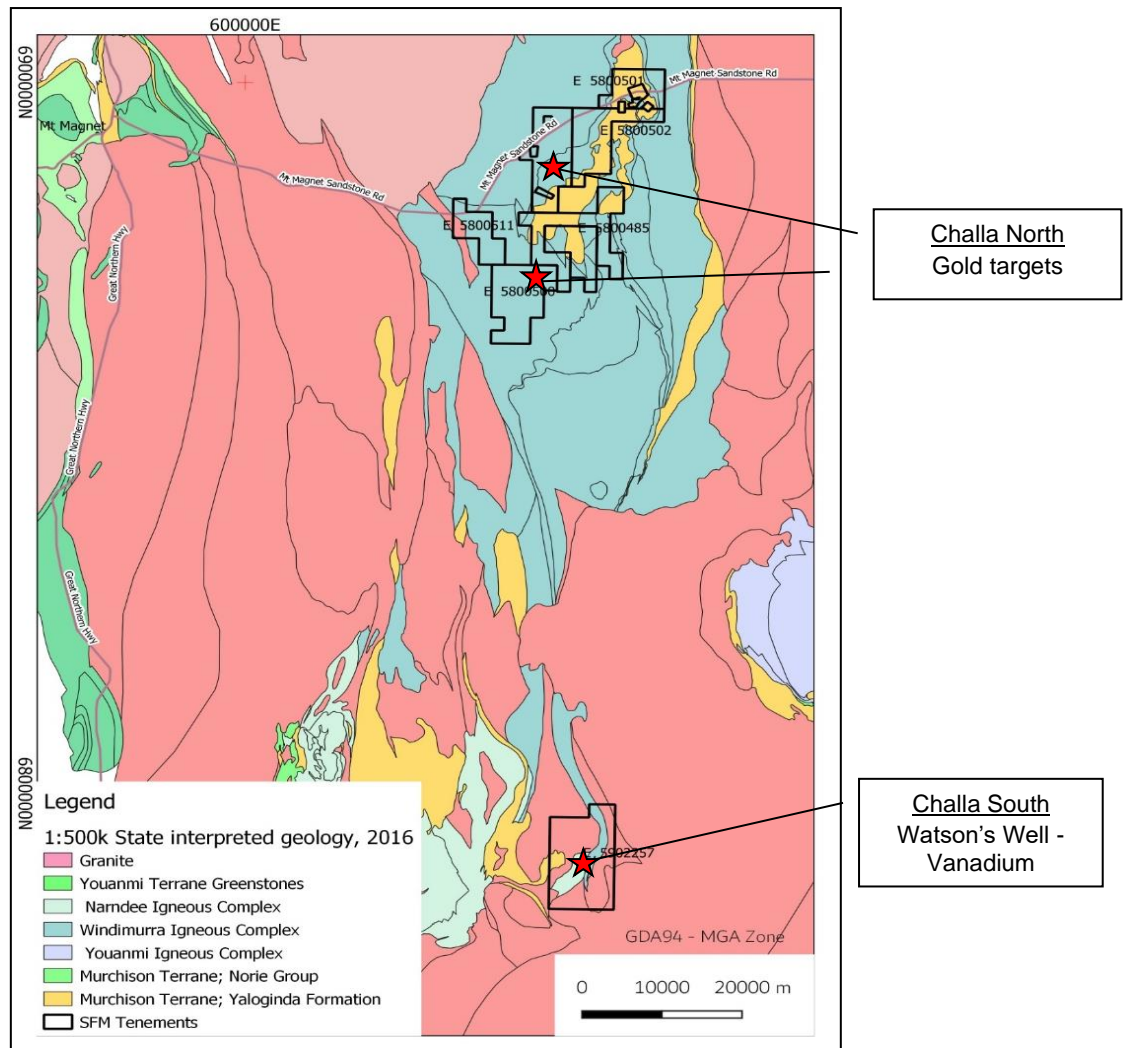 600000E
N0000069
E 5800501
Mt Magnet Sandstone Rd
Mt Magnet
E 5800502
Mt Magnet Sandstone Rd
Mt Magnet Sandstone Rd
E 5800511
E 5800485
Great Northern Hwy
E 5800500
Great Northern Hwy
Great Northern Hwy
N0000089
E 5902257
GDA94 - MGA Zone
0 10000 20000 m
Legend
1:500k State interpreted geology, 2016
Granite
Youanmi Terrane Greenstones
Narndee Igneous Complex
Windimurra Igneous Complex
Youanmi Igneous Complex
Murchison Terrane; Norie Group
Murchison Terrane; Yaloginda Formation
SFM Tenements
Challa North
Gold targets
Challa South
Watson's Well -
Vanadium